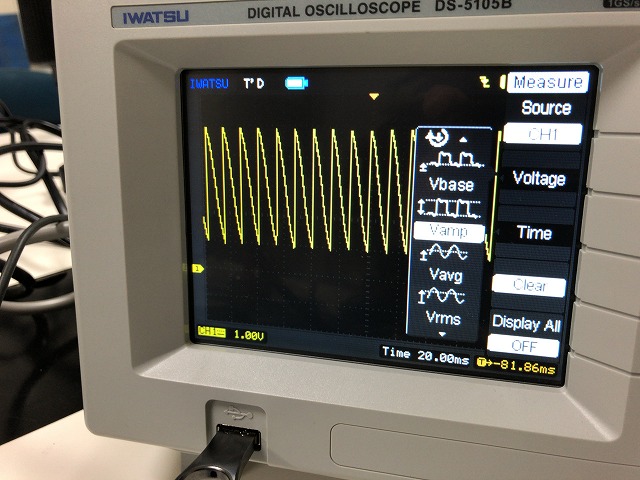 IWATSU DIGITAL OSCILLOSCOPE DS-5105B
IWATSU T'D Measure
Source
CH1
Vbase
Voltage
Vamp
Time
Vavg
Clear
Vrms
Display All
OFF
1
CH1 1.00V
Time 20.00ms T→-81.86ms